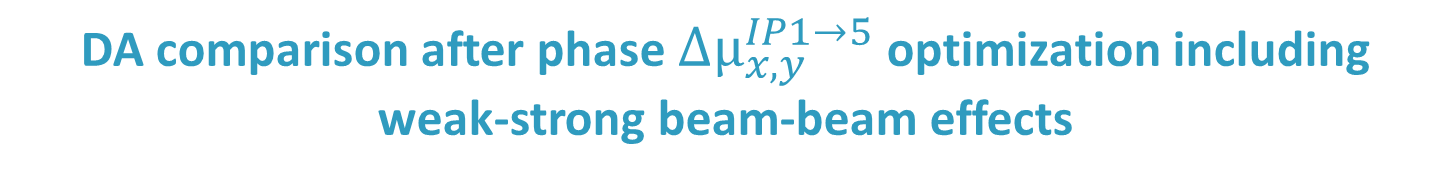 DA comparison after phase Δμ_{x,y}^{IP1→5} optimization including
weak-strong beam-beam effects